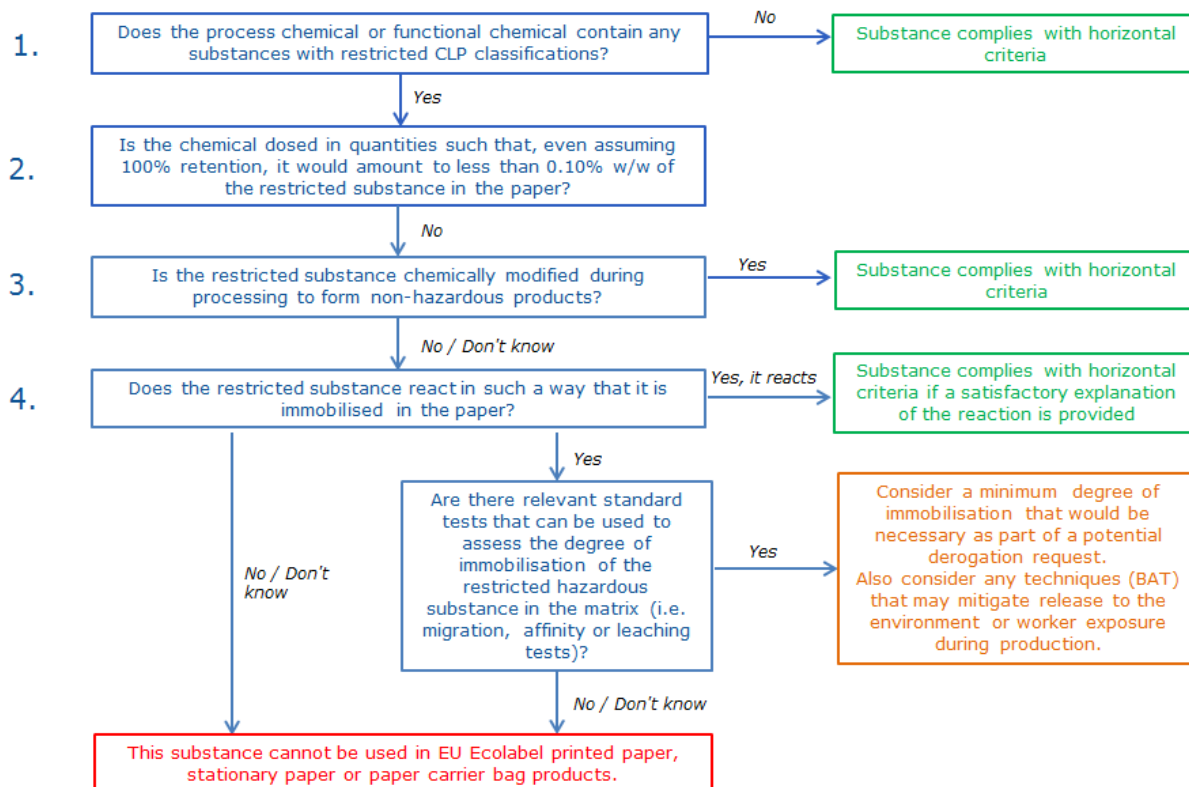 1.
Does the process chemical or functional chemical contain any
substances with restricted CLP classifications?
No
Substance complies with horizontal
criteria
Yes
2.
Is the chemical dosed in quantities such that, even assuming
100% retention, it would amount to less than 0.10% w/w of
the restricted substance in the paper?
No
3.
Is the restricted substance chemically modified during
processing to form non-hazardous products?
Yes
Substance complies with horizontal
criteria
No / Don't know
4.
Does the restricted substance react in such a way that it is
immobilised in the paper?
Yes, it reacts
Substance complies with horizontal
criteria if a satisfactory explanation
of the reaction is provided
No / Don't
know
Yes
Are there relevant standard
tests that can be used to
assess the degree of
immobilisation of the
restricted hazardous
substance in the matrix (i.e.
migration, affinity or leaching
tests)?
Yes
Consider a minimum degree of
immobilisation that would be
necessary as part of a potential
derogation request.
Also consider any techniques (BAT)
that may mitigate release to the
environment or worker exposure
during production.
No / Don't know
This substance cannot be used in EU Ecolabel printed paper,
stationary paper or paper carrier bag products.